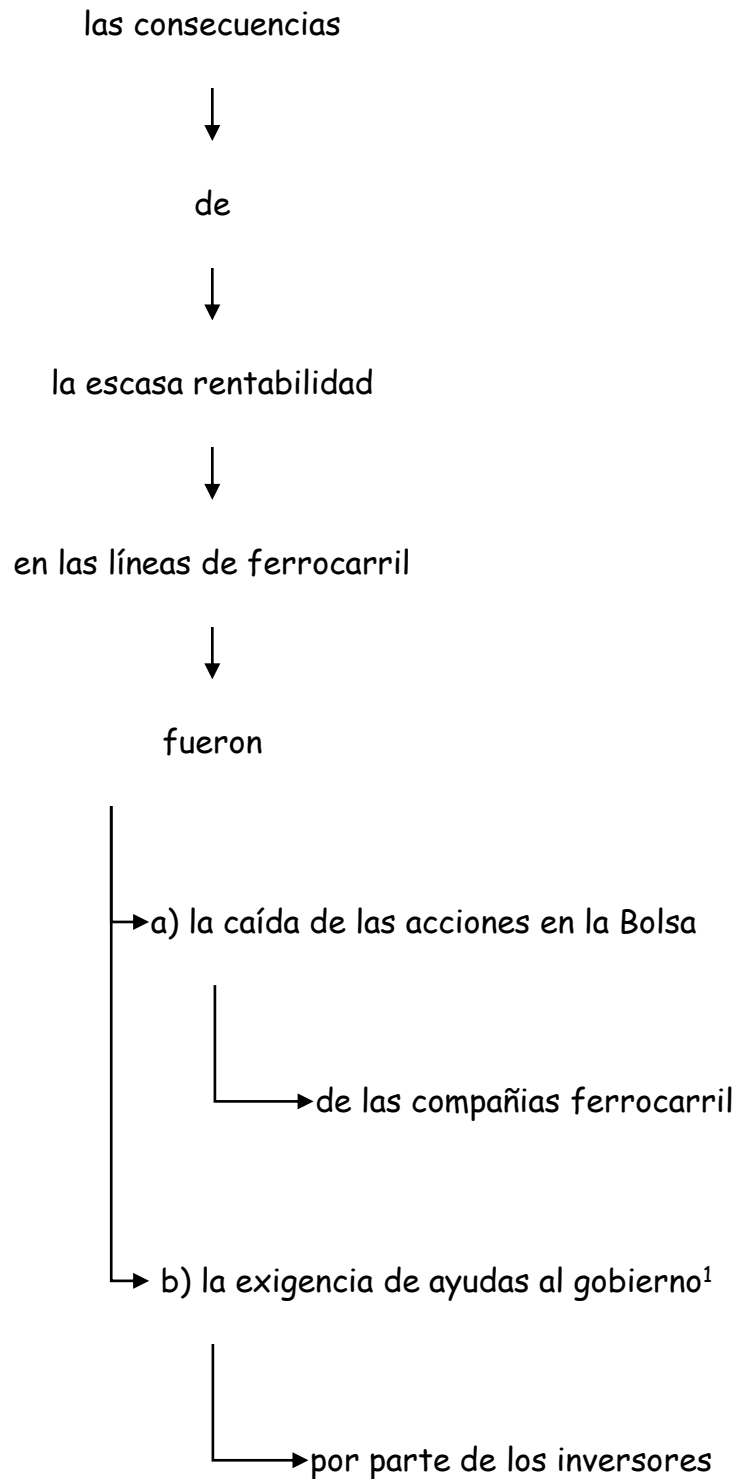 las consecuencias
de
la escasa rentabilidad
en las líneas de ferrocarril
fueron
a) la caída de las acciones en la Bolsa
de las compañias ferrocarril
b) la exigencia de ayudas al gobierno¹
por parte de los inversores